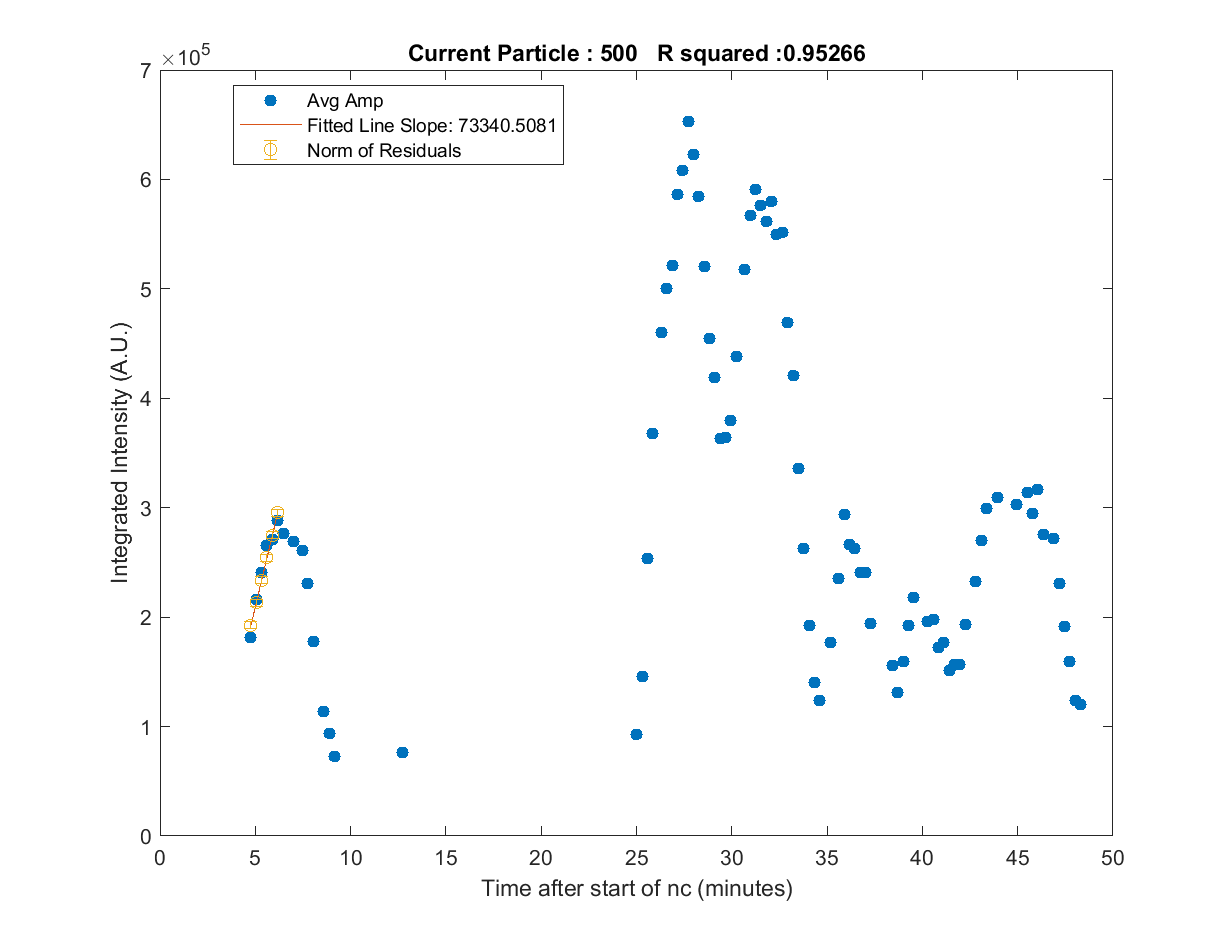 Current Particle : 500   R squared :0.95266
×10^5
Avg Amp
Fitted Line Slope: 73340.5081
Norm of Residuals
7
6
5
4
3
2
1
0
Integrated Intensity (A.U.)
0 5 10 15 20 25 30 35 40 45 50
Time after start of nc (minutes)